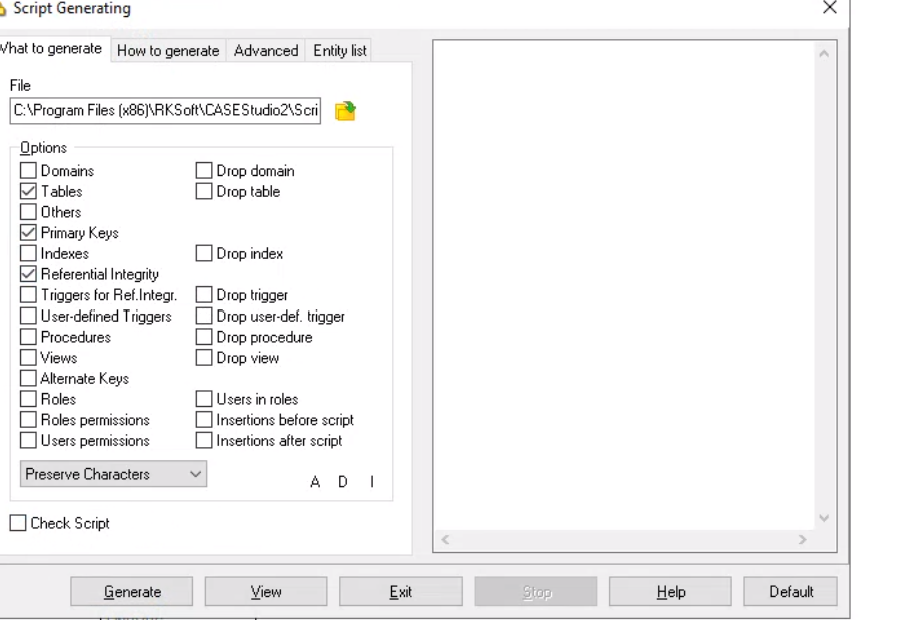 Script Generating
What to generate How to generate Advanced Entity list
File
C:\Program Files (x86)\RKSoft\CASEStudio2\Scri
Options
Domains Drop domain
Tables Drop table
Others
Primary Keys
Indexes Drop index
Referential Integrity
Triggers for Ref.Integr. Drop trigger
User-defined Triggers Drop user-def. trigger
Procedures Drop procedure
Views Drop view
Alternate Keys
Roles Users in roles
Roles permissions Insertions before script
Users permissions Insertions after script
Preserve Characters A D I
Check Script
Generate View Exit Stop Help Default